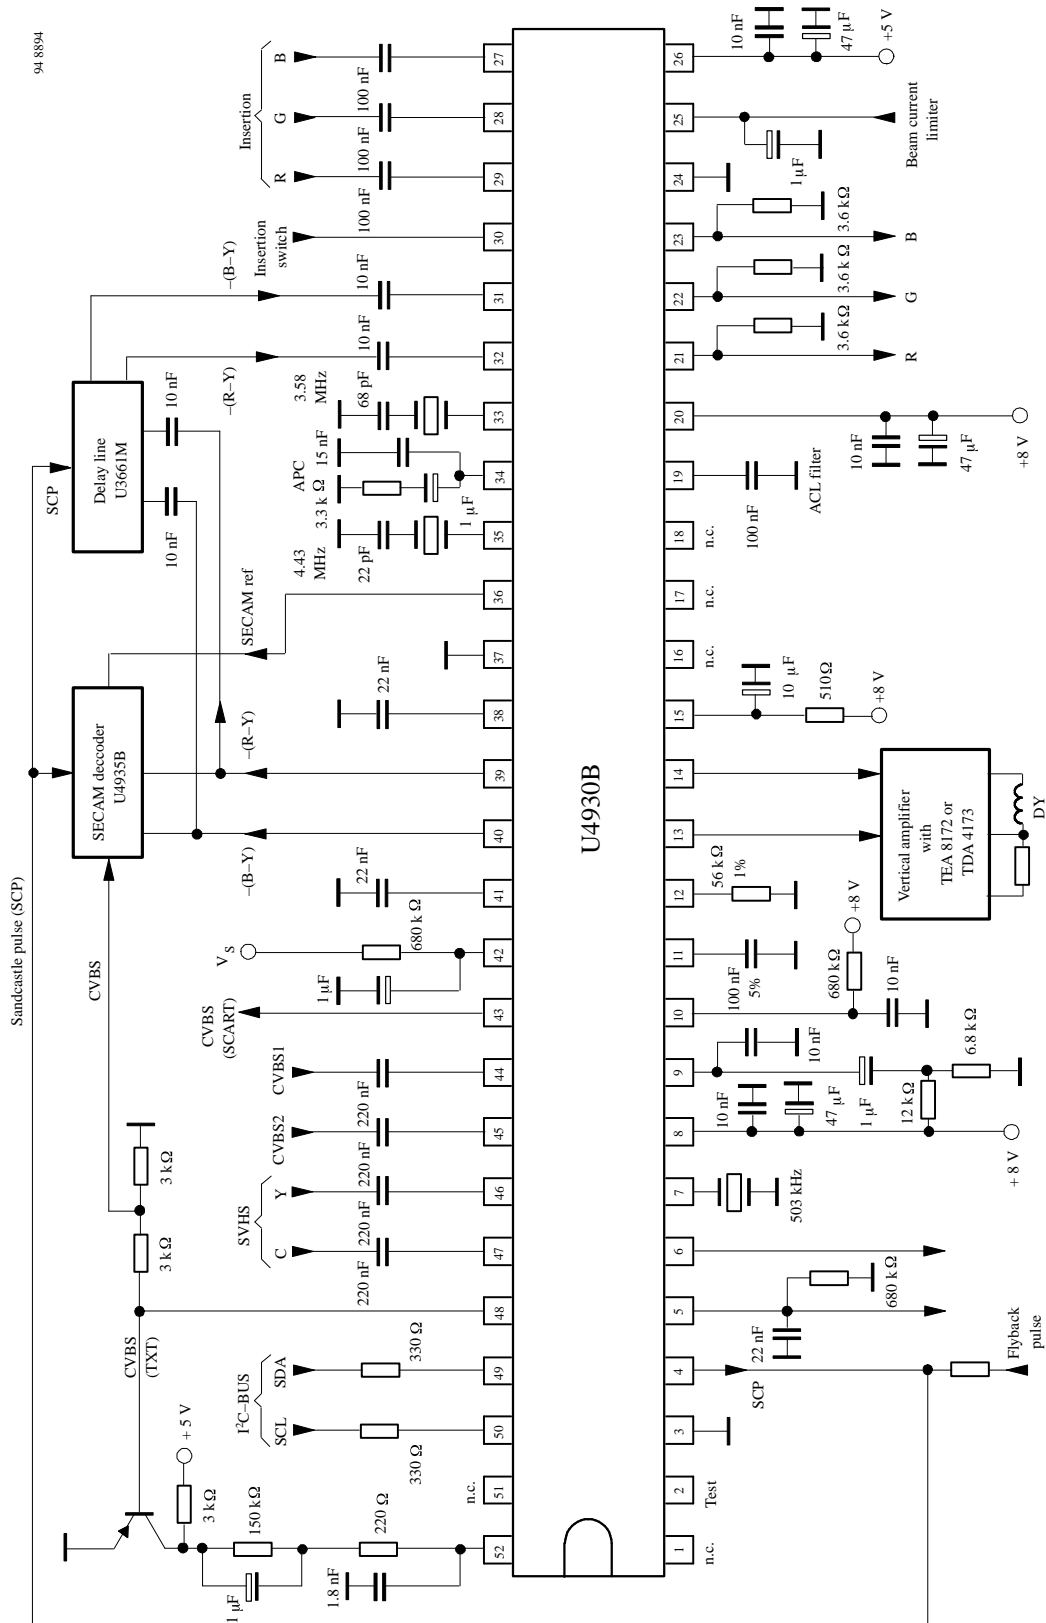 94 8894
Insertion
B
G
R
100 nF
100 nF
100 nF
Insertion
switch
–(B–Y)
10 nF
–(R–Y)
10 nF
3.58
MHz
68 pF
15 nF
APC
3.3 k Ω
1 µF
4.43
MHz
22 pF
SCP
Delay line
U3661M
10 nF
10 nF
SECAM ref
22 nF
SECAM deccoder
U4935B
–(R–Y)
–(B–Y)
22 nF
680 k Ω
V S
1 µF
CVBS
Sandcastle pulse (SCP)
CVBS
(SCART)
CVBS1
220 nF
CVBS2
220 nF
SVHS
Y
220 nF
C
220 nF
3 kΩ
3 kΩ
CVBS
(TXT)
I²C–BUS
SDA
330 Ω
SCL
330 Ω
n.c.
+ 5 V
3 kΩ
150 kΩ
220 Ω
1 µF
1.8 nF
27
28
29
30
31
32
33
34
35
36
37
38
39
40
41
42
43
44
45
46
47
48
49
50
51
52
U4930B
26
25
24
23
22
21
20
19
18
17
16
15
14
13
12
11
10
9
8
7
6
5
4
3
2
1
10 nF
47 µF
+5 V
1 µF
Beam current
limiter
3.6 k Ω
B
3.6 k Ω
G
3.6 kΩ
R
10 nF
47 µF
+8 V
100 nF
ACL filter
n.c.
n.c.
n.c.
10 µF
510Ω
+8 V
Vertical amplifier
with
TEA 8172 or
TDA 4173
DY
56 k Ω
1%
100 nF
5%
+8 V
680 kΩ
10 nF
10 nF
1 µF
6.8 k Ω
12 kΩ
10 nF
47 µF
+ 8 V
503 kHz
680 k Ω
22 nF
SCP
Flyback
pulse
Test
n.c.